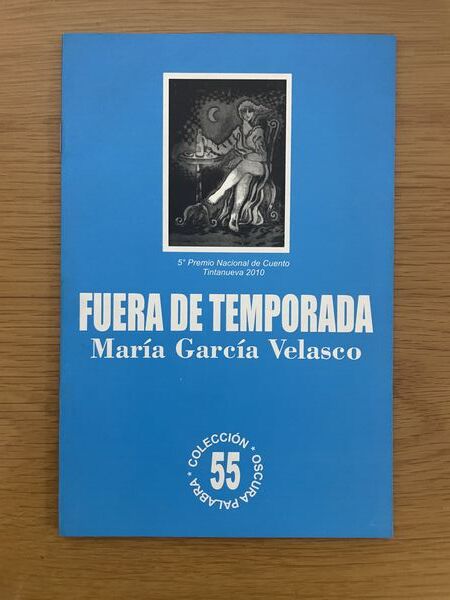 5° Premio Nacional de Cuento
Tintanueva 2010
FUERA DE TEMPORADA
María García Velasco
COLECCIÓN * OSCURA PALABRA *
55